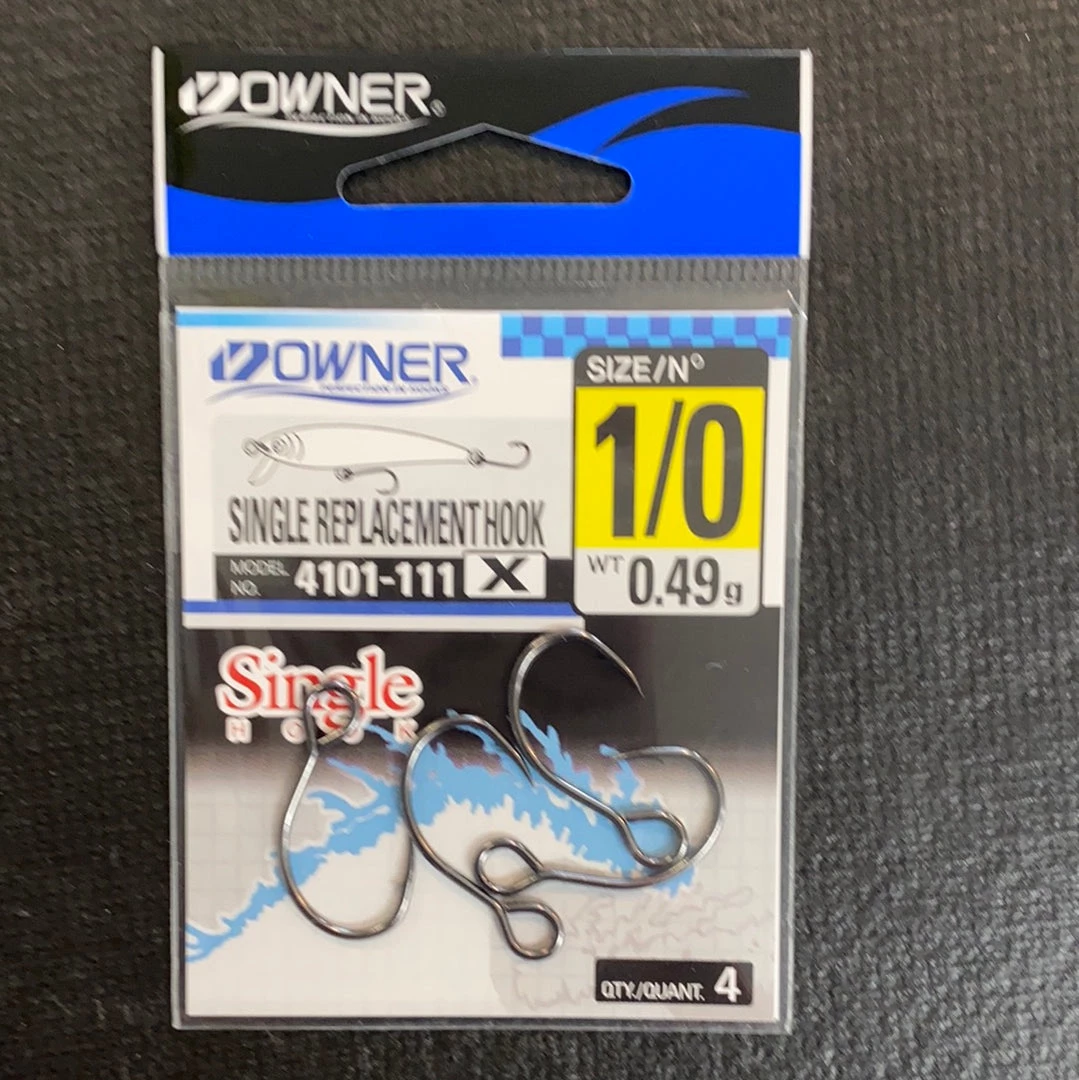 OWNER®
OWNER
SIZE/Nº
1/0
WT 0.49g
SINGLE REPLACEMENT HOOK
MODEL NO. 4101-111 X
Single
HOOK
QTY./QUANT. 4